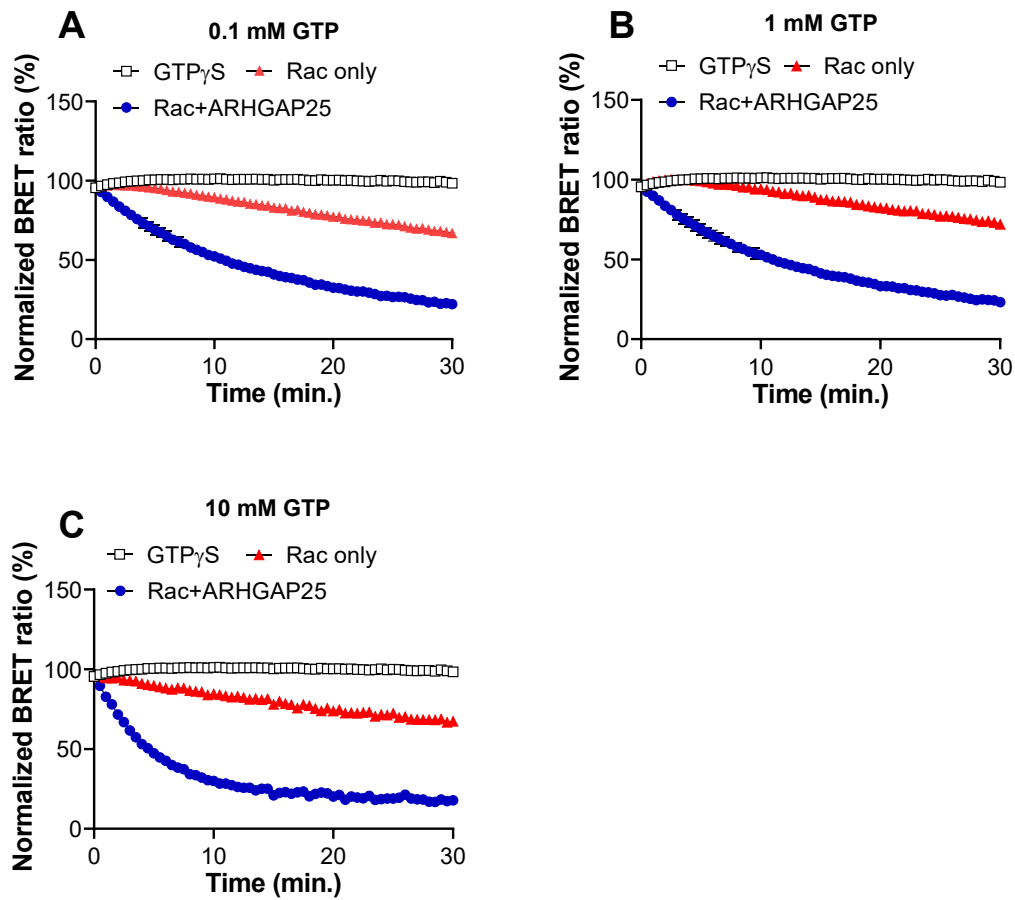 A
0.1 mM GTP
GTPγS
Rac only
Rac+ARHGAP25
Normalized BRET ratio (%)
150
100
50
0
0
10
20
30
Time (min.)
B
1 mM GTP
GTPγS
Rac only
Rac+ARHGAP25
Normalized BRET ratio (%)
150
100
50
0
0
10
20
30
Time (min.)
C
10 mM GTP
GTPγS
Rac only
Rac+ARHGAP25
Normalized BRET ratio (%)
150
100
50
0
0
10
20
30
Time (min.)